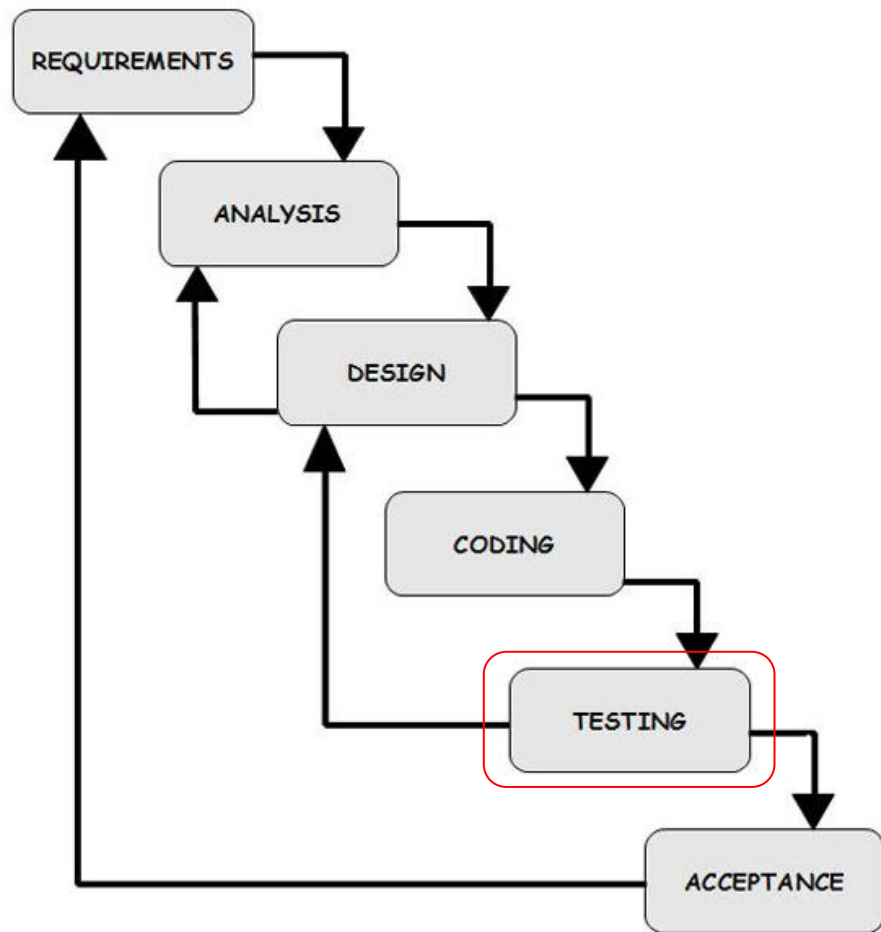 REQUIREMENTS
ANALYSIS
DESIGN
CODING
TESTING
ACCEPTANCE